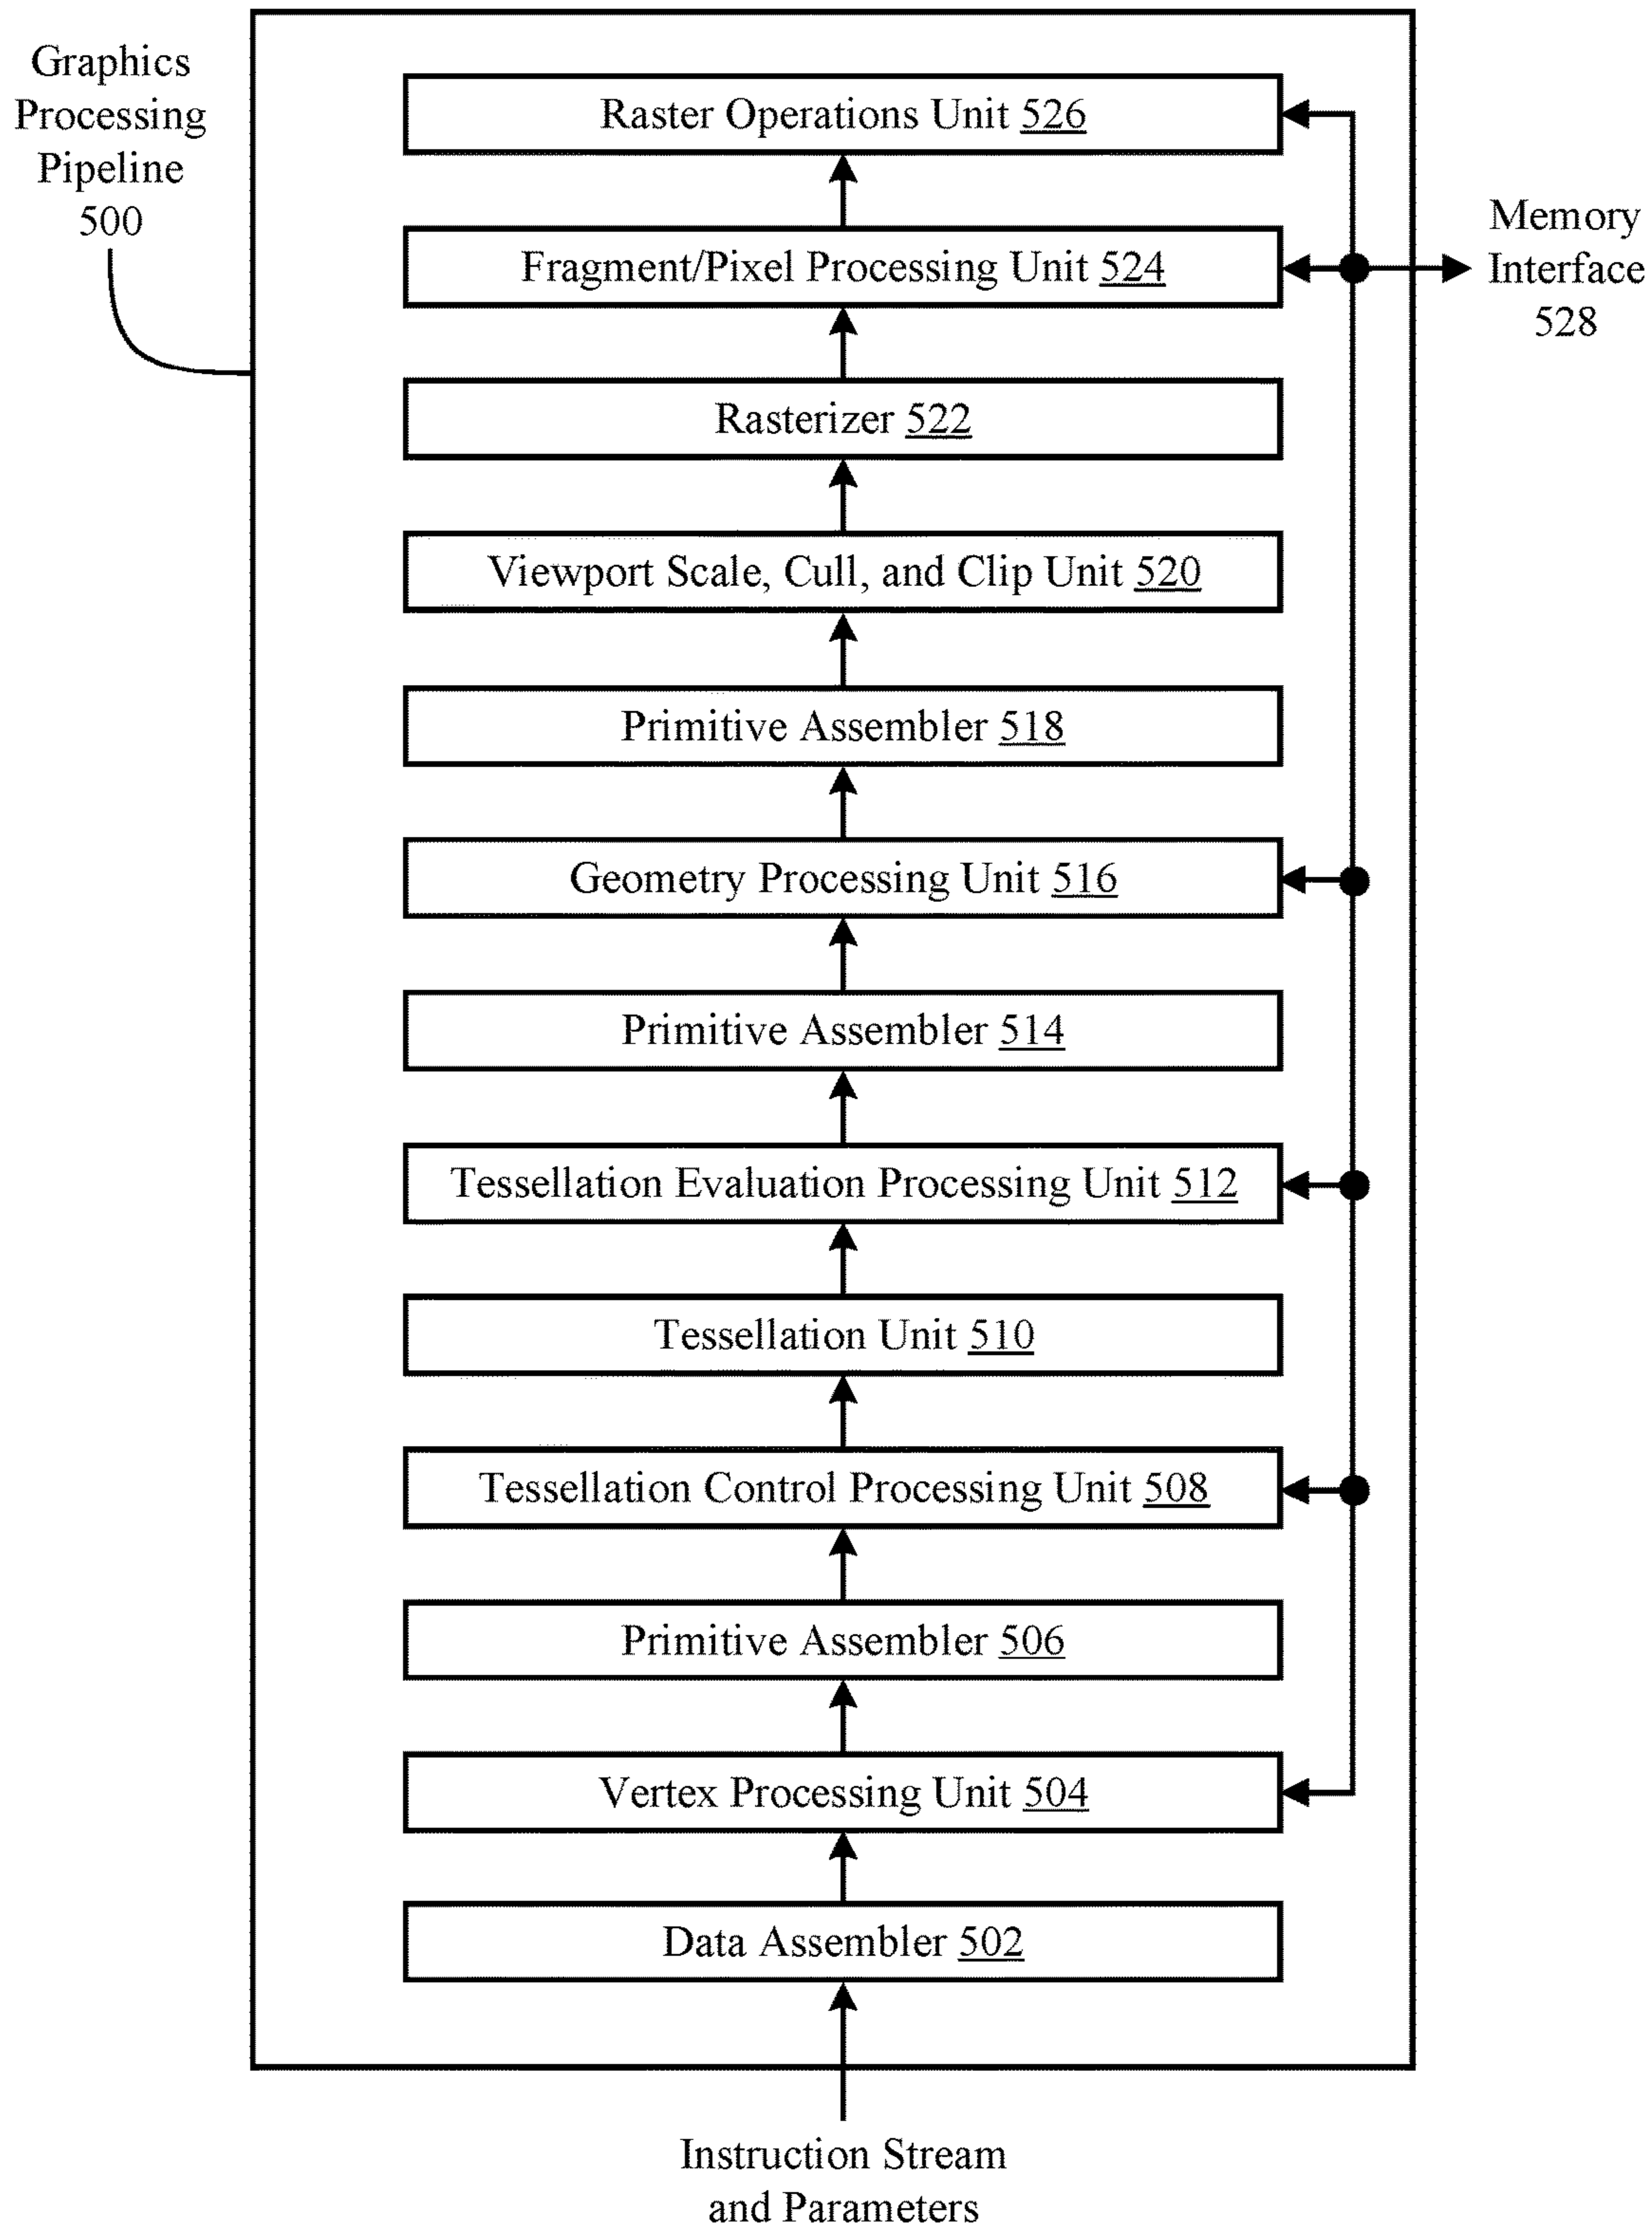 Graphics
Processing
Pipeline
500
Raster Operations Unit 526
Fragment/Pixel Processing Unit 524
Memory
Interface
528
Rasterizer 522
Viewport Scale, Cull, and Clip Unit 520
Primitive Assembler 518
Geometry Processing Unit 516
Primitive Assembler 514
Tessellation Evaluation Processing Unit 512
Tessellation Unit 510
Tessellation Control Processing Unit 508
Primitive Assembler 506
Vertex Processing Unit 504
Data Assembler 502
Instruction Stream
and Parameters